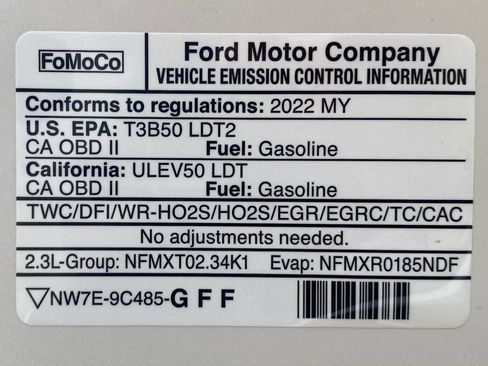 FoMoCo
Ford Motor Company
VEHICLE EMISSION CONTROL INFORMATION
Conforms to regulations: 2022 MY
U.S. EPA: T3B50 LDT2
CA OBD II Fuel: Gasoline
California: ULEV50 LDT
CA OBD II Fuel: Gasoline
TWC/DFI/WR-HO2S/HO2S/EGR/EGRC/TC/CAC
No adjustments needed.
2.3L-Group: NFMXT02.34K1 Evap: NFMXR0185NDF
▽NW7E-9C485-GFF